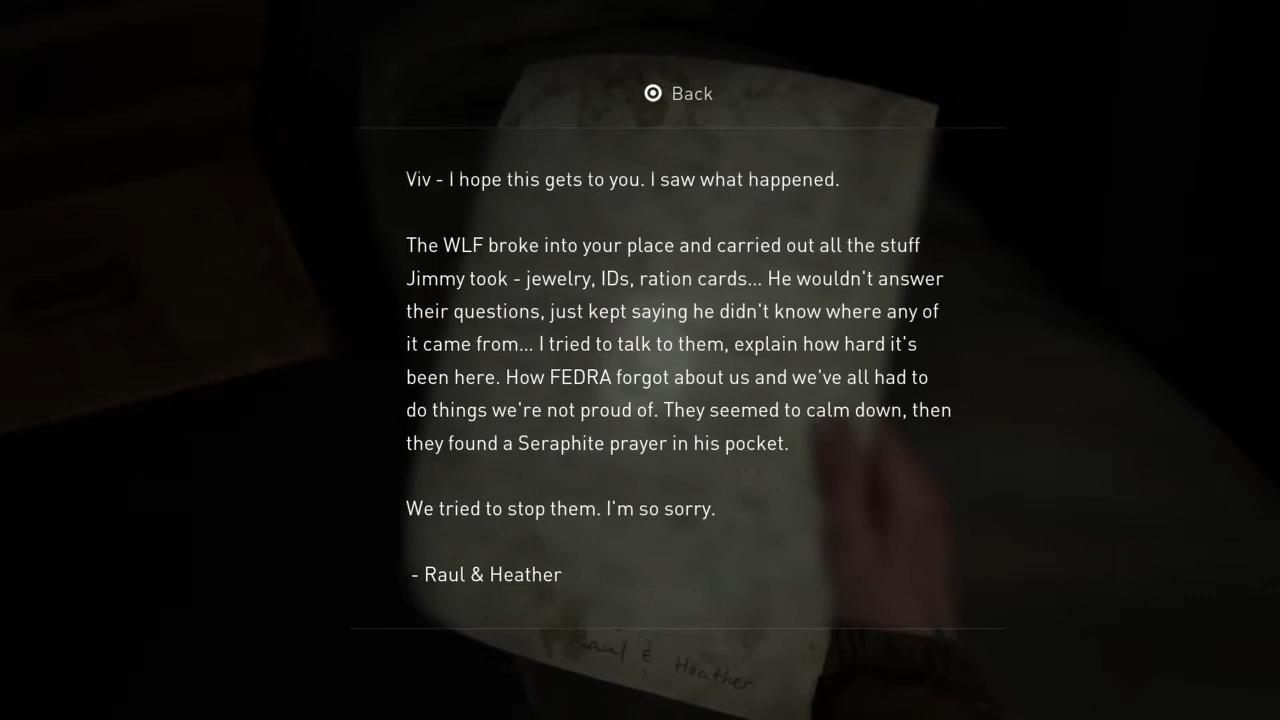 Back
Viv - I hope this gets to you. I saw what happened.
The WLF broke into your place and carried out all the stuff
Jimmy took - jewelry, IDs, ration cards... He wouldn't answer
their questions, just kept saying he didn't know where any of
it came from... I tried to talk to them, explain how hard it's
been here. How FEDRA forgot about us and we've all had to
do things we're not proud of. They seemed to calm down, then
they found a Seraphite prayer in his pocket.
We tried to stop them. I'm so sorry.
- Raul & Heather
Raul & Heather